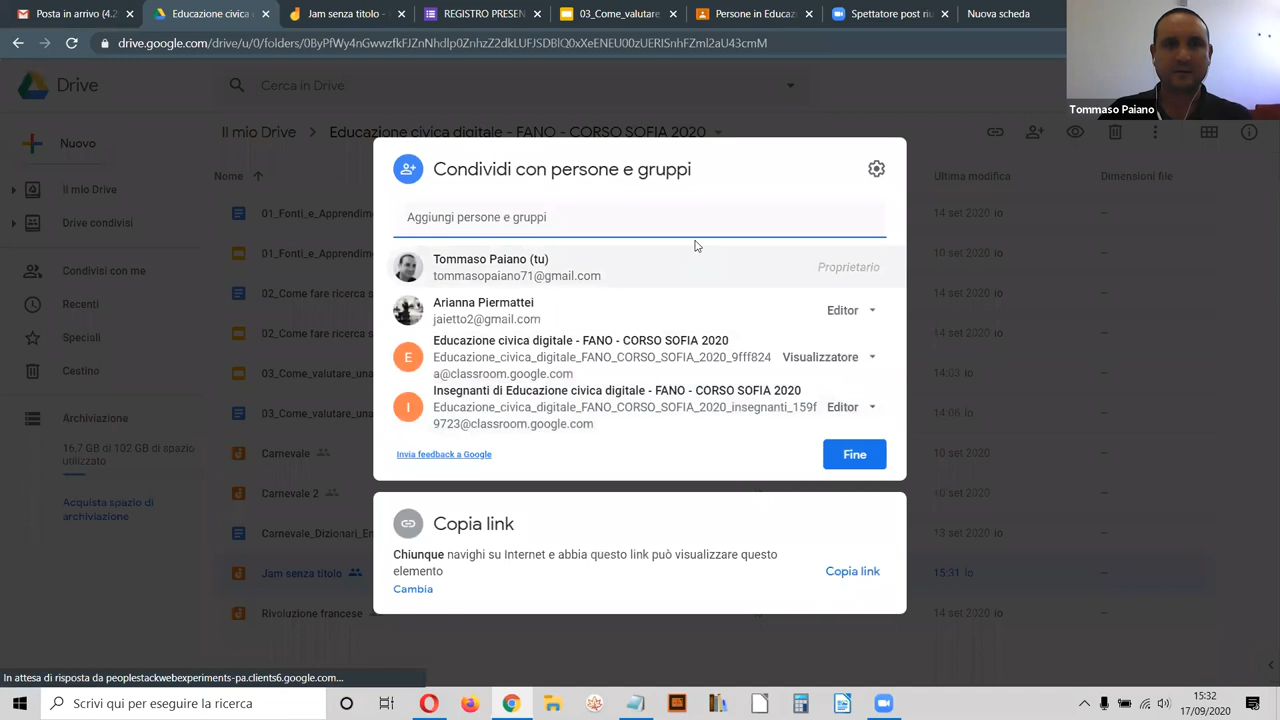 Posta in arrivo (4.2
Educazione civica d
Jam senza titolo -
REGISTRO PRESEN
03_Come_valutare
Persone in Educaz
Spettatore post riu
Nuova scheda
drive.google.com/drive/u/0/folders/
Drive
Cerca in Drive
Tommaso Paiano
Nuovo
Il mio Drive
Educazione civica digitale - FANO - CORSO SOFIA 2020
Nome
Ultima modifica
Dimensioni file
Il mio Drive
Drive condivisi
Condivisi con me
Recenti
Speciali
Cestino
Archiviazione
16,7 GB di 102 GB di spazio
utilizzato
Acquista spazio di
archiviazione
01_Fonti_e_Apprendim
14 set 2020 io
01_Fonti_e_Apprendim
14 set 2020 io
02_Come fare ricerca s
14 set 2020 io
02_Come fare ricerca s
14 set 2020 io
03_Come_valutare_una
14:03 io
03_Come_valutare_una
14:06 io
Carnevale
10 set 2020 io
Carnevale 2
10 set 2020 io
Carnevale_Dizionari_En
13 set 2020 io
Jam senza titolo
15:31 io
Rivoluzione francese
14 set 2020 io
Condividi con persone e gruppi
Aggiungi persone e gruppi
Tommaso Paiano (tu)
tommasopaiano71@gmail.com
Proprietario
Arianna Piermattei
jaietto2@gmail.com
Editor
Educazione civica digitale - FANO - CORSO SOFIA 2020
Educazione_civica_digitale_FANO_CORSO_SOFIA_2020_9fff824
a@classroom.google.com
Visualizzatore
Insegnanti di Educazione civica digitale - FANO - CORSO SOFIA 2020
Educazione_civica_digitale_FANO_CORSO_SOFIA_2020_insegnanti_159f
9723@classroom.google.com
Editor
Invia feedback a Google
Fine
Copia link
Chiunque navighi su Internet e abbia questo link può visualizzare questo
elemento
Copia link
Cambia
In attesa di risposta da peoplestackwebexperiments-pa.clients6.google.com...
Scrivi qui per eseguire la ricerca
15:32
17/09/2020